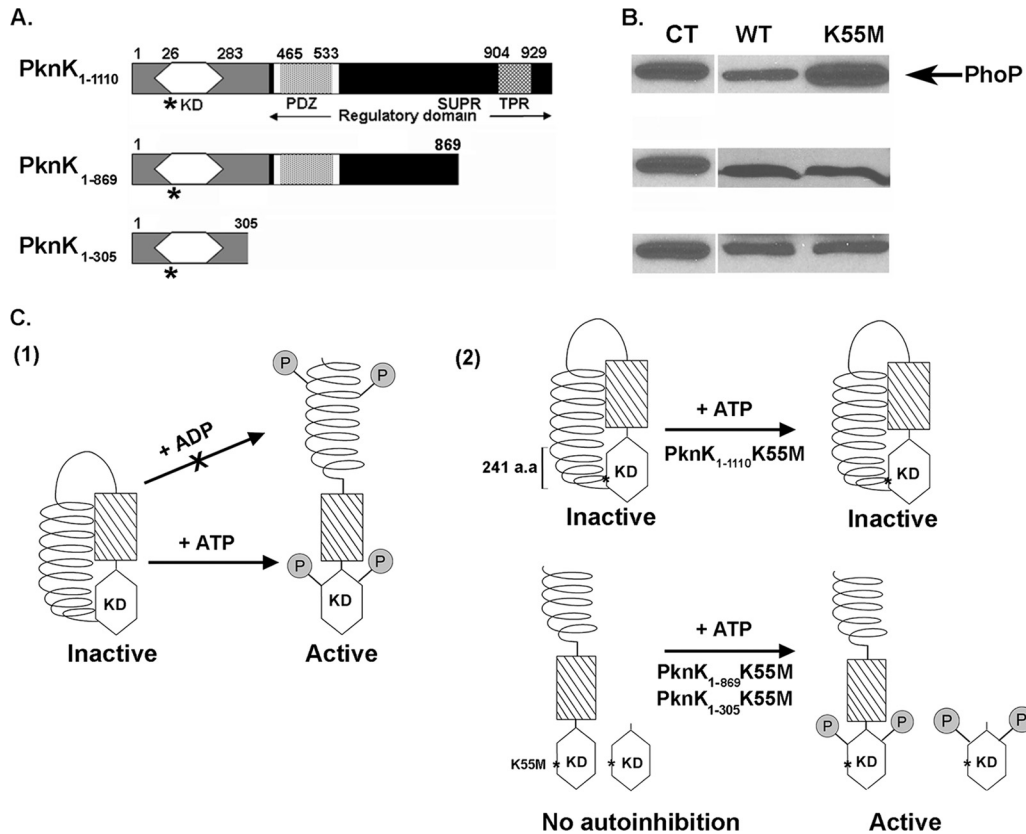 A.
1 26 283 465 533 904 929
PknK1-1110
* KD PDZ SUPR TPR
Regulatory domain
1 869
PknK1-869
*
1 305
PknK1-305
*
B.
CT WT K55M
PhoP
C.
(1)
P P
+ ADP
X
+ ATP
P P
KD KD
Inactive Active
(2)
+ ATP
PknK1-1110K55M
241 a.a
* KD * KD
Inactive Inactive
+ ATP
PknK1-869K55M
PknK1-305K55M
P P P P
K55M * KD * KD * KD * KD
No autoinhibition Active